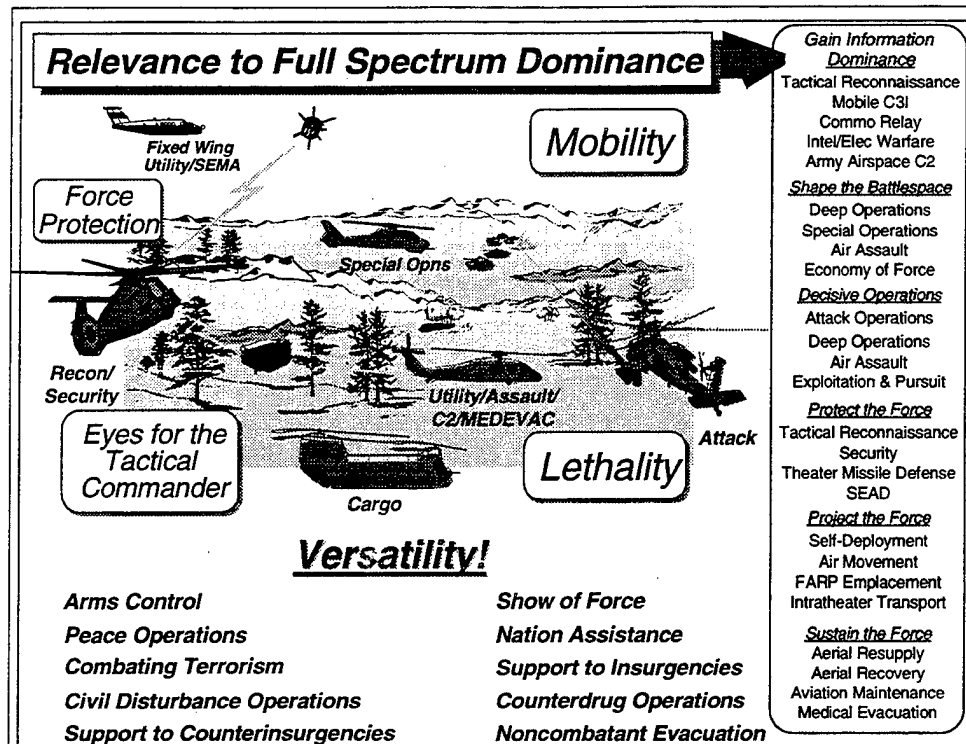 Relevance to Full Spectrum Dominance
Fixed Wing
Utility/SEMA
Mobility
Force
Protection
Special Opns
Recon/
Security
Utility/Assault/
C2/MEDEVAC
Attack
Eyes for the
Tactical
Commander
Lethality
Cargo
Versatility!
Arms Control
Peace Operations
Combating Terrorism
Civil Disturbance Operations
Support to Counterinsurgencies
Show of Force
Nation Assistance
Support to Insurgencies
Counterdrug Operations
Noncombatant Evacuation
Gain Information
Dominance
Tactical Reconnaissance
Mobile C3I
Commo Relay
Intel/Elec Warfare
Army Airspace C2
Shape the Battlespace
Deep Operations
Special Operations
Air Assault
Economy of Force
Decisive Operations
Attack Operations
Deep Operations
Air Assault
Exploitation & Pursuit
Protect the Force
Tactical Reconnaissance
Security
Theater Missile Defense
SEAD
Project the Force
Self-Deployment
Air Movement
FARP Emplacement
Intratheater Transport
Sustain the Force
Aerial Resupply
Aerial Recovery
Aviation Maintenance
Medical Evacuation